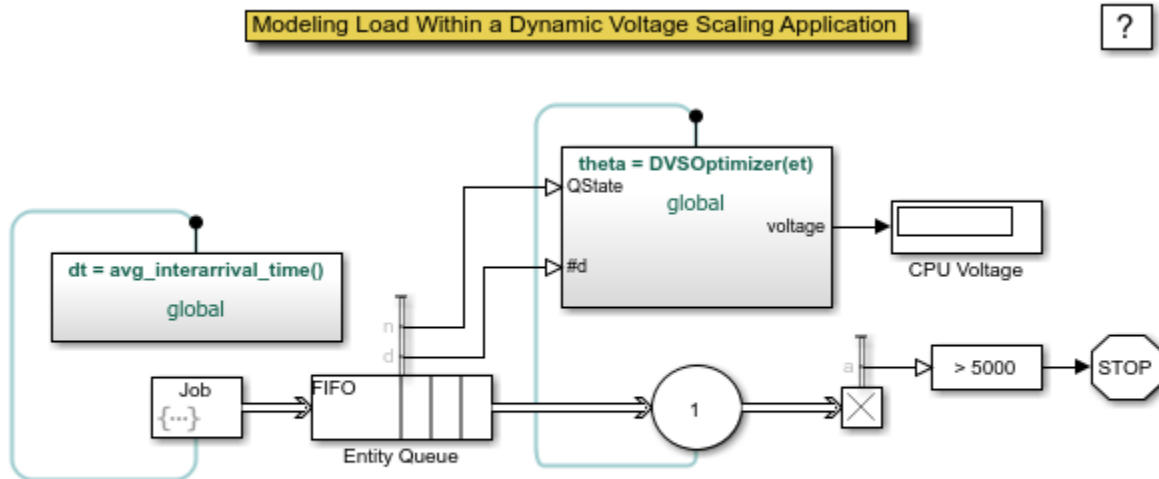 Modeling Load Within a Dynamic Voltage Scaling Application
?
theta = DVSOptimizer(et)
QState
global
voltage
#d
CPU Voltage
dt = avg_interarrival_time()
global
n
d
a
> 5000
STOP
Job
{...}
FIFO
1
Entity Queue